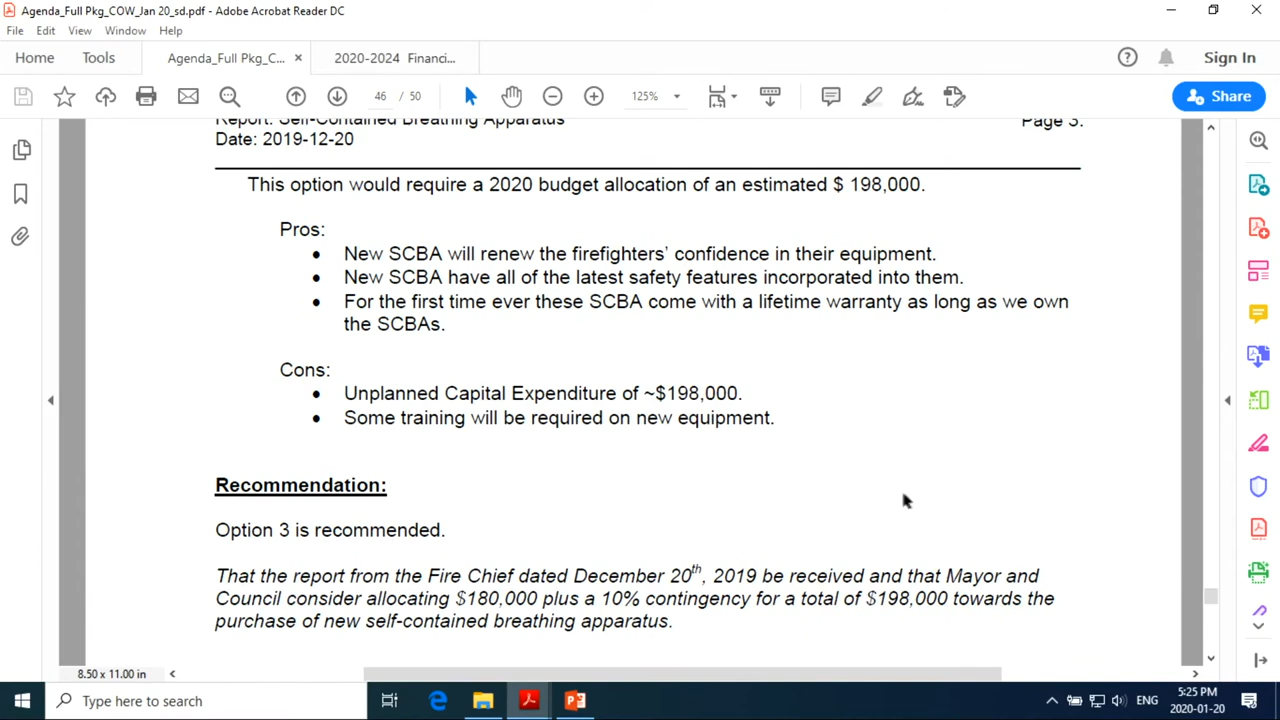 Agenda_Full Pkg_COW_Jan 20_sd.pdf - Adobe Acrobat Reader DC
File Edit View Window Help
Home Tools Agenda_Full Pkg_C... × 2020-2024 Financi... Sign In
46 / 50 125% Share
Report: Self-Contained Breathing Apparatus Page 3.
Date: 2019-12-20
This option would require a 2020 budget allocation of an estimated $ 198,000.
Pros:
• New SCBA will renew the firefighters’ confidence in their equipment.
• New SCBA have all of the latest safety features incorporated into them.
• For the first time ever these SCBA come with a lifetime warranty as long as we own
the SCBAs.
Cons:
• Unplanned Capital Expenditure of ~$198,000.
• Some training will be required on new equipment.
Recommendation:
Option 3 is recommended.
That the report from the Fire Chief dated December 20th, 2019 be received and that Mayor and
Council consider allocating $180,000 plus a 10% contingency for a total of $198,000 towards the
purchase of new self-contained breathing apparatus.
8.50 x 11.00 in
Type here to search
ENG
5:25 PM
2020-01-20